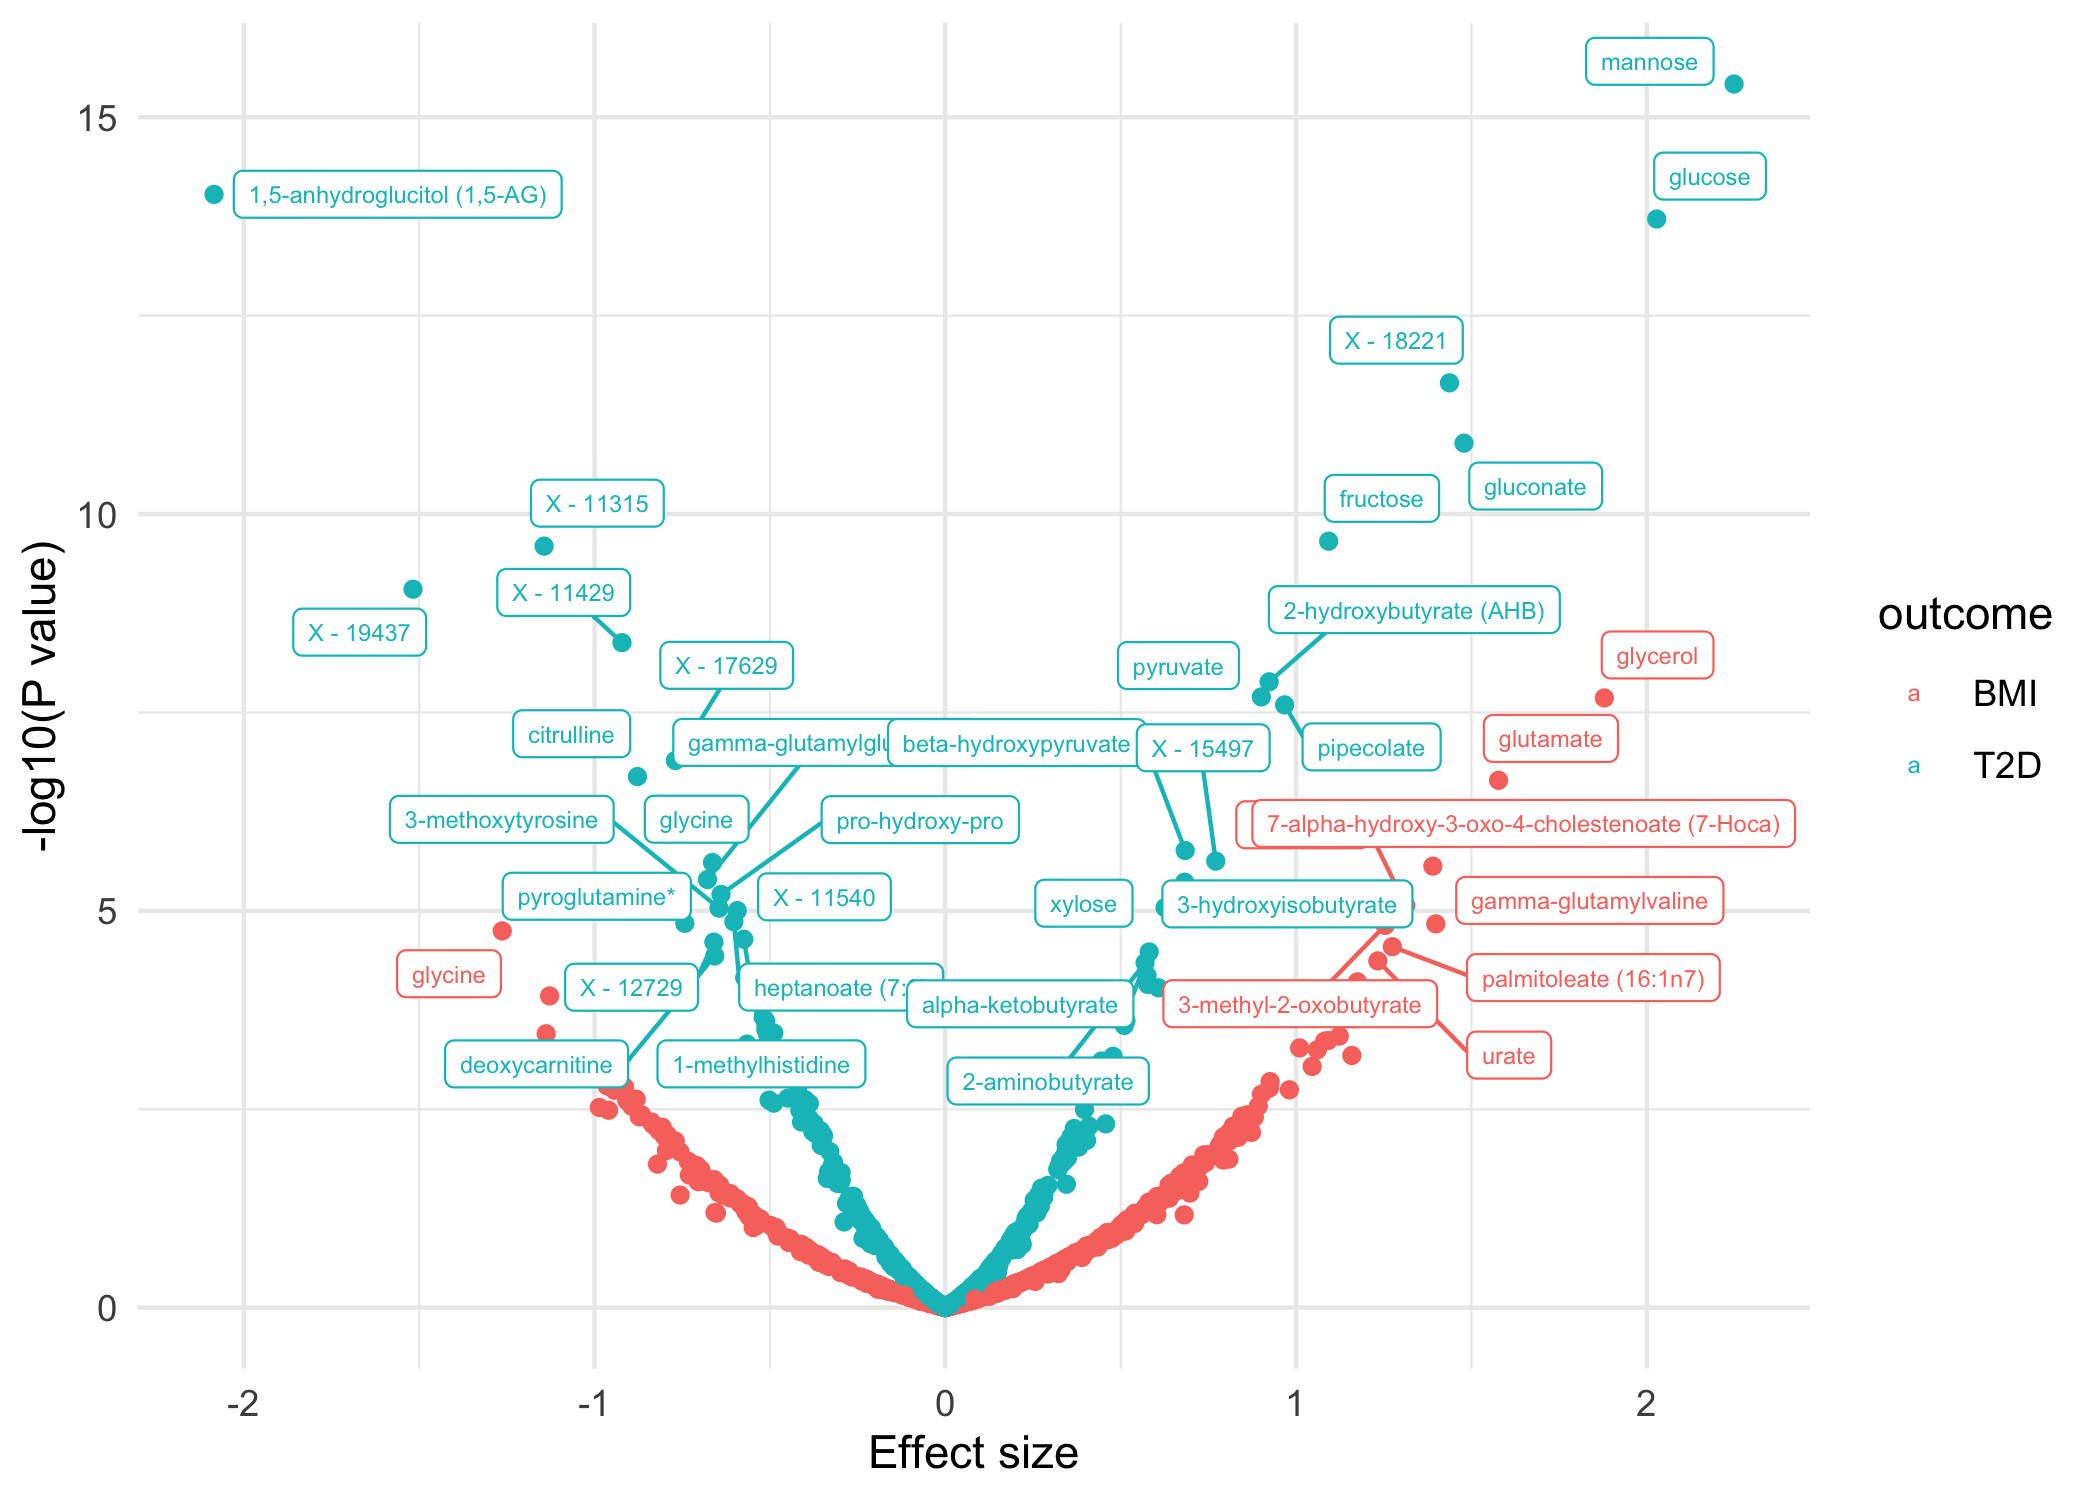 mannose
15
glucose
1,5-anhydroglucitol (1,5-AG)
X - 18221
gluconate
fructose
X - 11315
10
X - 11429
2-hydroxybutyrate (AHB)
outcome
X - 19437
glycerol
X - 17629
pyruvate
BMI
citrulline
gamma-glutamylglu
beta-hydroxypyruvate
X - 15497
pipecolate
glutamate
T2D
3-methoxytyrosine
glycine
pro-hydroxy-pro
7-alpha-hydroxy-3-oxo-4-cholestenoate (7-Hoca)
pyroglutamine*
X - 11540
xylose
3-hydroxyisobutyrate
gamma-glutamylvaline
5
glycine
X - 12729
heptanoate (7:
alpha-ketobutyrate
3-methyl-2-oxobutyrate
palmitoleate (16:1n7)
deoxycarnitine
1-methylhistidine
2-aminobutyrate
urate
0
-2
-1
0
1
2
Effect size
-log10(P value)
a
a